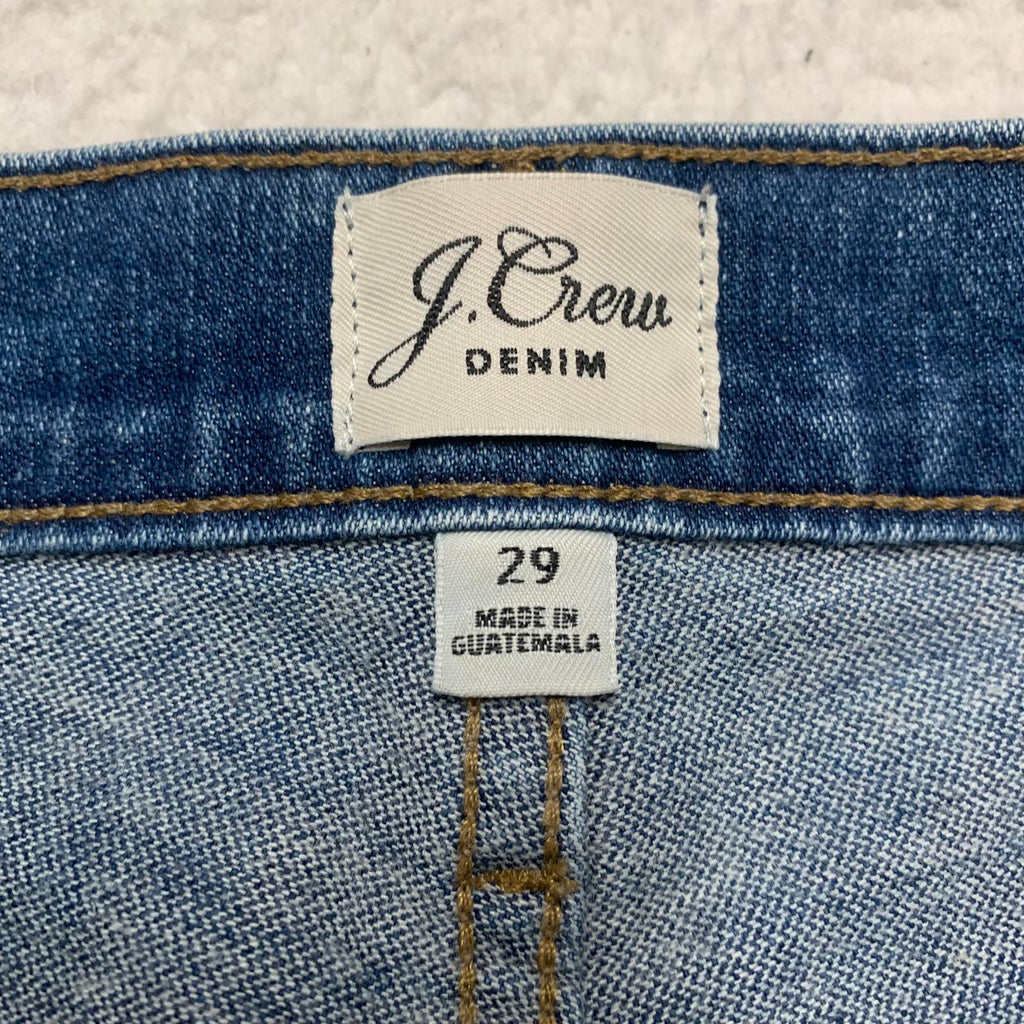 J.Crew
DENIM
29
MADE IN
GUATEMALA